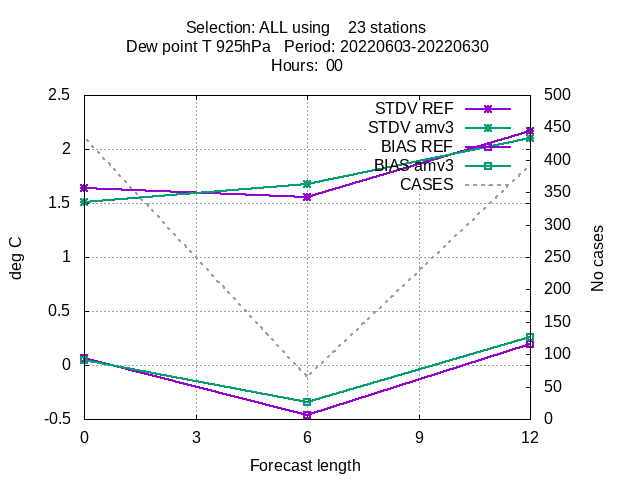 Selection: ALL using    23 stations
Dew point T 925hPa   Period: 20220603-20220630
Hours:  00
2.5
2
1.5
1
0.5
0
-0.5
deg C
STDV REF
STDV amv3
BIAS REF
BIAS amv3
CASES
500
450
400
350
300
250
200
150
100
50
0
No cases
0 3 6 9 12
Forecast length